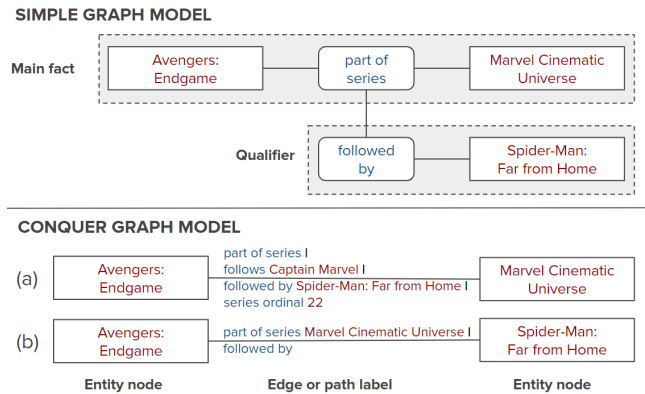 SIMPLE GRAPH MODEL
Main fact
Avengers:
Endgame
part of
series
Marvel Cinematic
Universe
Qualifier
followed
by
Spider-Man:
Far from Home
CONQUER GRAPH MODEL
(a)
Avengers:
Endgame
part of series |
follows Captain Marvel |
followed by Spider-Man: Far from Home |
series ordinal 22
Marvel Cinematic
Universe
(b)
Avengers:
Endgame
part of series Marvel Cinematic Universe |
followed by
Spider-Man:
Far from Home
Entity node
Edge or path label
Entity node